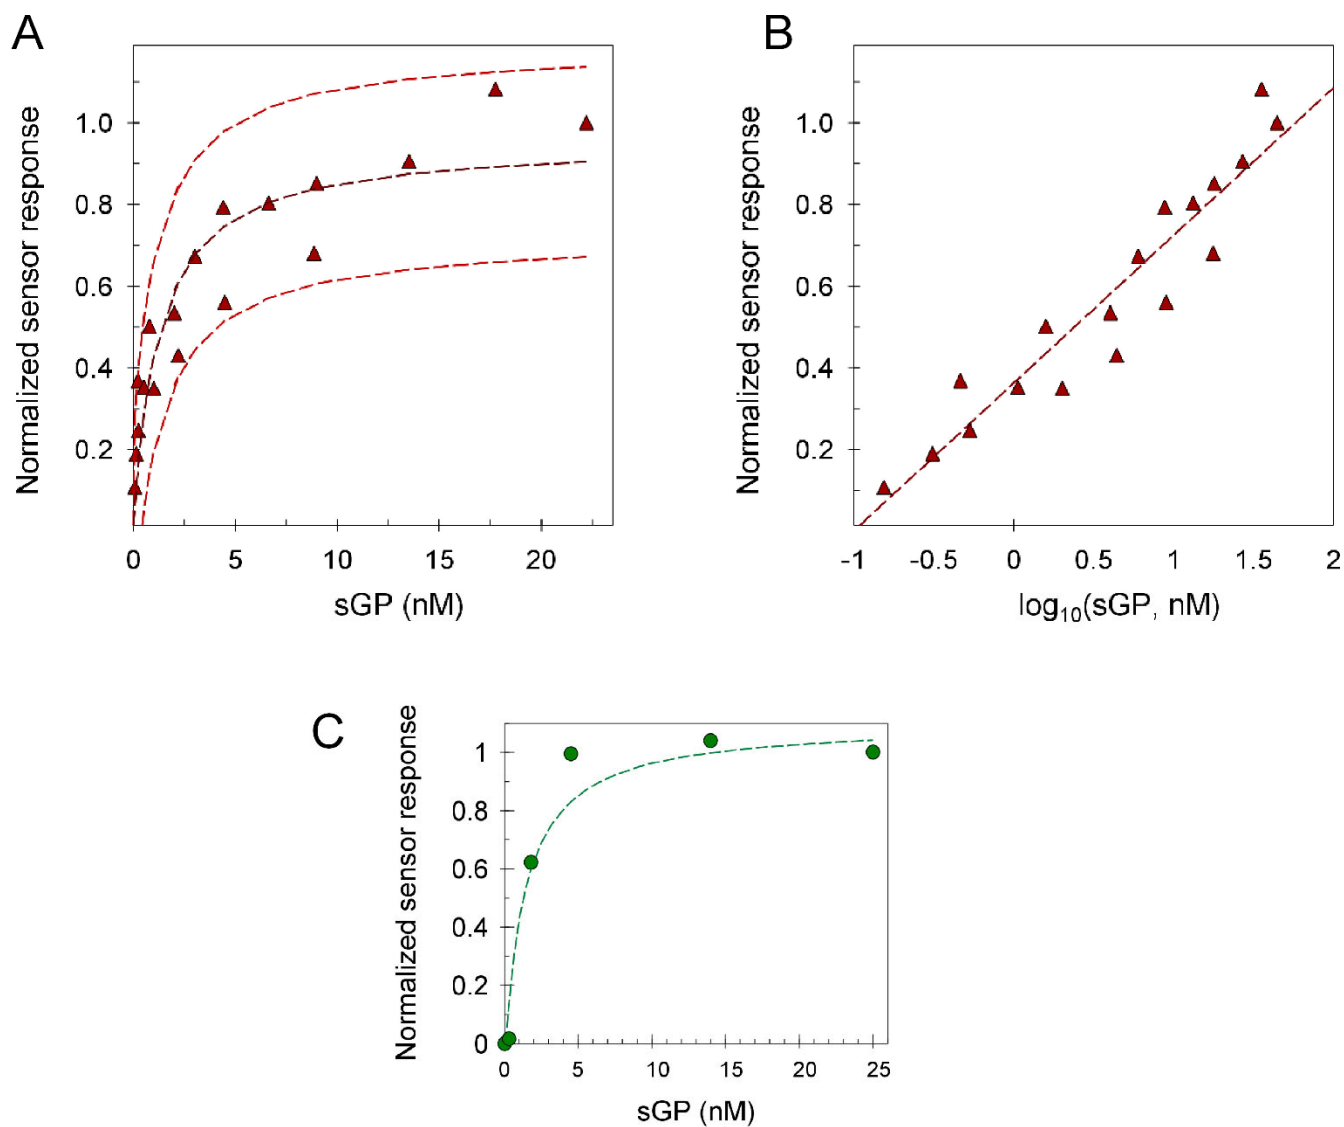 A
Normalized sensor response
1.0
0.8
0.6
0.4
0.2
0 5 10 15 20
sGP (nM)
B
Normalized sensor response
1.0
0.8
0.6
0.4
0.2
-1 -0.5 0 0.5 1 1.5 2
log₁₀(sGP, nM)
C
Normalized sensor response
1
0.8
0.6
0.4
0.2
0
0 5 10 15 20 25
sGP (nM)